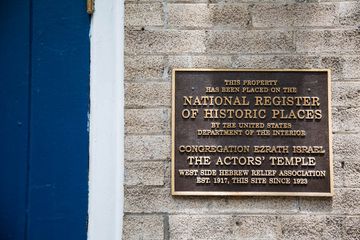 THIS PROPERTY
HAS BEEN PLACED ON THE
NATIONAL REGISTER
OF HISTORIC PLACES
BY THE UNITED STATES
DEPARTMENT OF THE INTERIOR
CONGREGATION EZRATH ISRAEL
THE ACTORS' TEMPLE
WEST SIDE HEBREW RELIEF ASSOCIATION
EST. 1917, THIS SITE SINCE 1923